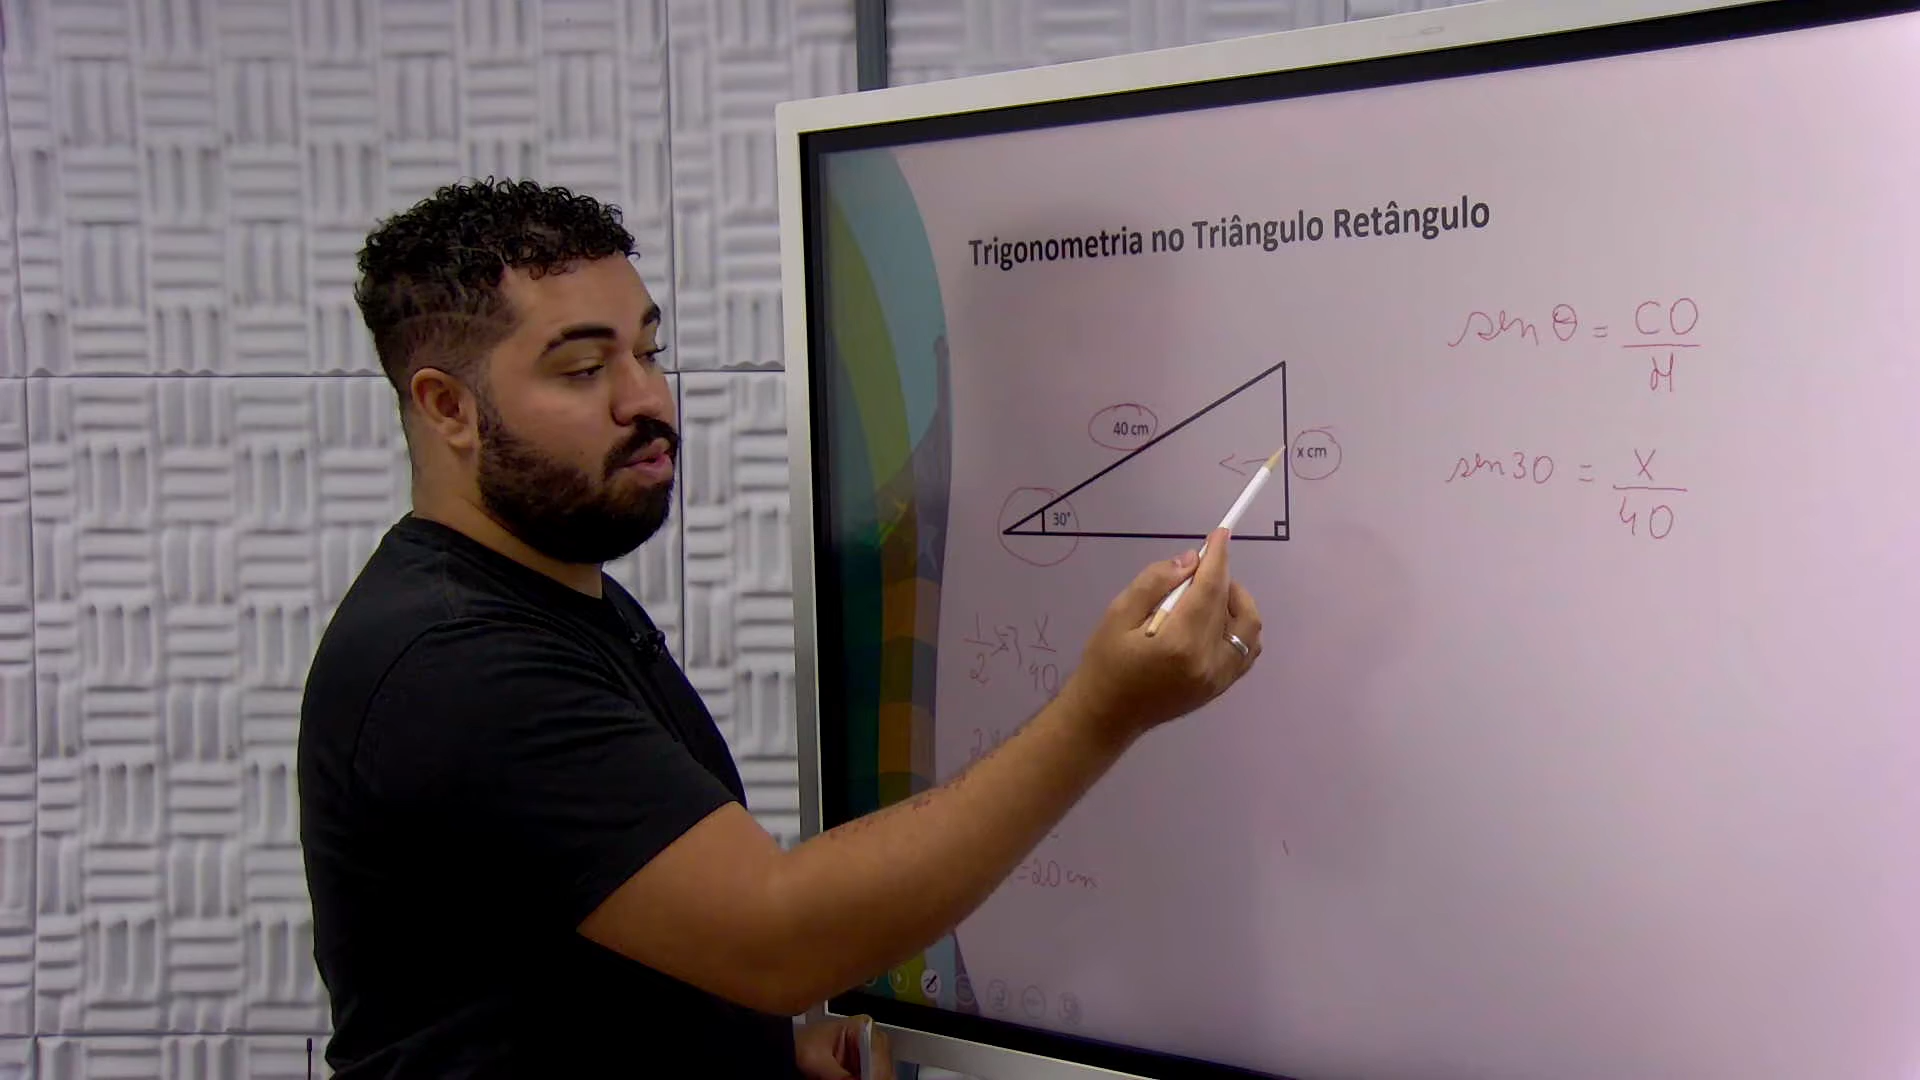 Trigonometria no Triângulo Retângulo
sen θ = CO/H
40 cm
x cm
30°
sen 30 = X/40
1/2 = X/40
=20 cm